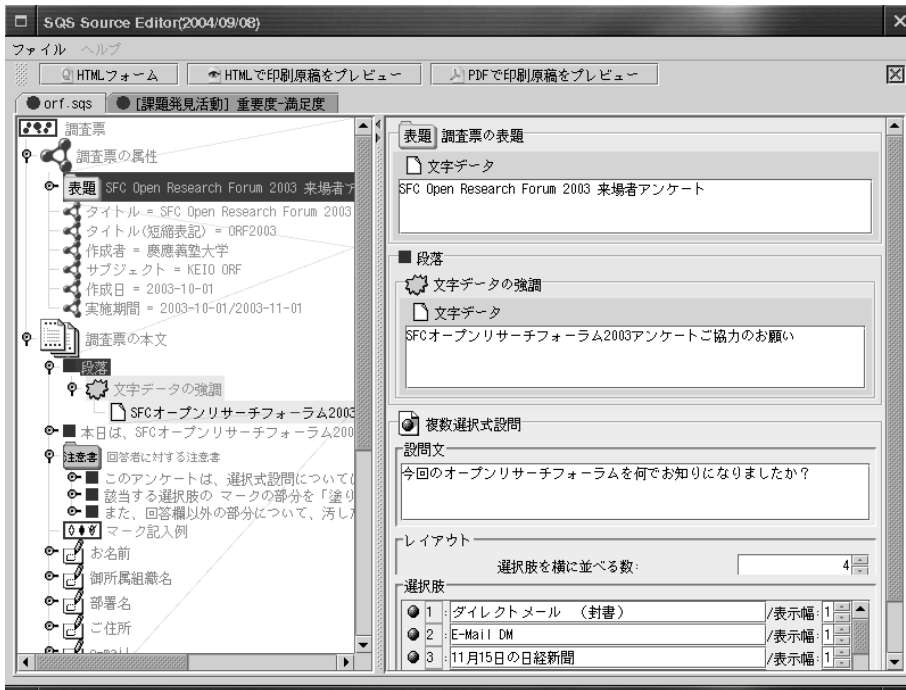 SQS Source Editor(2004/09/08)
ファイル ヘルプ
HTMLフォーム HTMLで印刷原稿をプレビュー PDFで印刷原稿をプレビュー
orf.sqs [課題発見活動] 重要度-満足度
調査票
調査票の属性
表題 SFC Open Research Forum 2003 来場者ア
タイトル = SFC Open Research Forum 2003
タイトル(短縮表記) = ORF2003
作成者 = 慶應義塾大学
サブジェクト = KEIO ORF
作成日 = 2003-10-01
実施期間 = 2003-10-01/2003-11-01
調査票の本文
段落
文字データの強調
SFCオープンリサーチフォーラム2003
本日は、SFCオープンリサーチフォーラム200
注意書 回答者に対する注意書
このアンケートは、選択式設問については
該当する選択肢の マークの部分を「塗り
また、回答欄以外の部分について、汚した
マーク記入例
お名前
御所属組織名
部署名
ご住所
e-mail
表題 調査票の表題
文字データ
SFC Open Research Forum 2003 来場者アンケート
段落
文字データの強調
文字データ
SFCオープンリサーチフォーラム2003アンケートご協力のお願い
複数選択式設問
設問文
今回のオープンリサーチフォーラムを何でお知りになりましたか？
レイアウト
選択肢を横に並べる数: 4
選択肢
1 : ダイレクトメール （封書） /表示幅: 1
2 : E-Mail DM /表示幅: 1
3 : 11月15日の日経新聞 /表示幅: 1